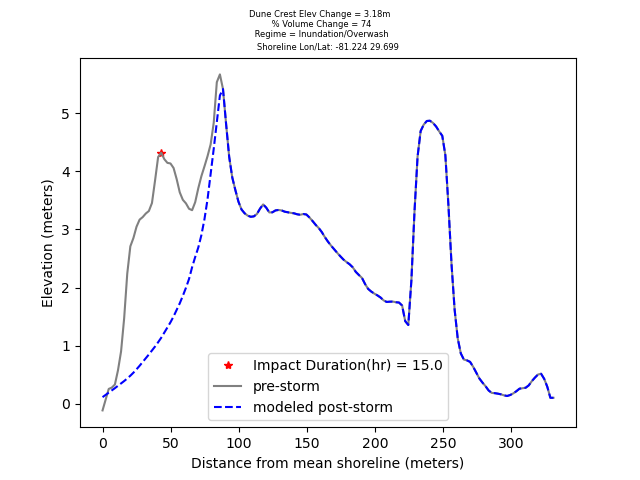 Dune Crest Elev Change = 3.18m
% Volume Change = 74
Regime = Inundation/Overwash
Shoreline Lon/Lat: -81.224 29.699
Elevation (meters)
5
4
3
2
1
0
Impact Duration(hr) = 15.0
pre-storm
modeled post-storm
0 50 100 150 200 250 300
Distance from mean shoreline (meters)